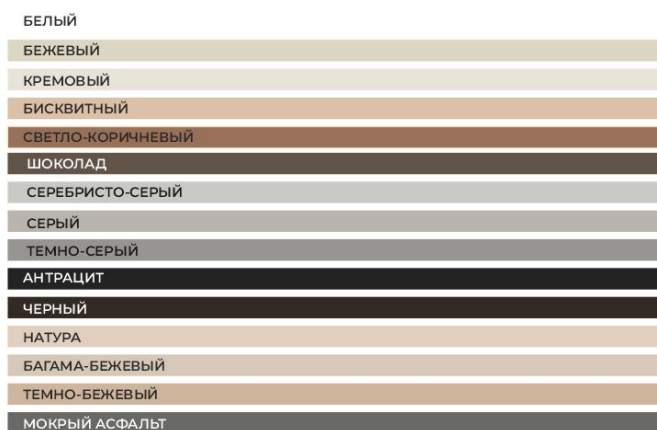 БЕЛЫЙ
БЕЖЕВЫЙ
КРЕМОВЫЙ
БИСКВИТНЫЙ
СВЕТЛО-КОРИЧНЕВЫЙ
ШОКОЛАД
СЕРЕБРИСТО-СЕРЫЙ
СЕРЫЙ
ТЕМНО-СЕРЫЙ
АНТРАЦИТ
ЧЕРНЫЙ
НАТУРА
БАГАМА-БЕЖЕВЫЙ
ТЕМНО-БЕЖЕВЫЙ
МОКРЫЙ АСФАЛЬТ